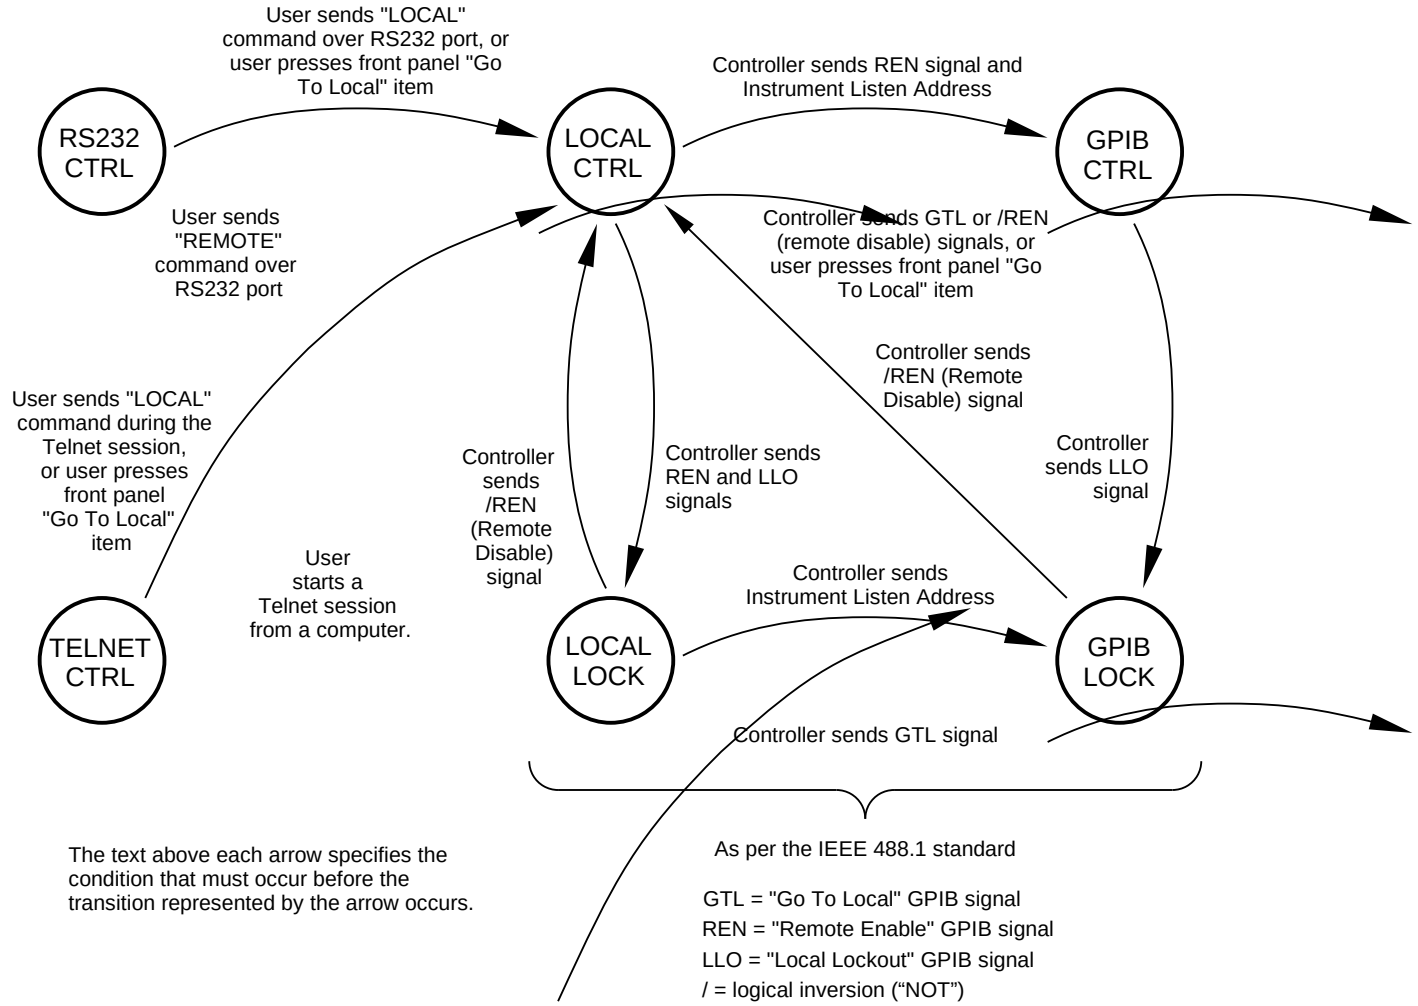 User sends "LOCAL"
command over RS232 port, or
user presses front panel "Go
To Local" item
Controller sends REN signal and
Instrument Listen Address
RS232
CTRL
LOCAL
CTRL
GPIB
CTRL
User sends
"REMOTE"
command over
RS232 port
Controller sends GTL or /REN
(remote disable) signals, or
user presses front panel "Go
To Local" item
Controller sends
/REN (Remote
Disable) signal
User sends "LOCAL"
command during the
Telnet session,
or user presses
front panel
"Go To Local"
item
Controller
sends
/REN
(Remote
Disable)
signal
Controller sends
REN and LLO
signals
Controller
sends LLO
signal
User
starts a
Telnet session
from a computer.
Controller sends
Instrument Listen Address
TELNET
CTRL
LOCAL
LOCK
GPIB
LOCK
Controller sends GTL signal
The text above each arrow specifies the
condition that must occur before the
transition represented by the arrow occurs.
As per the IEEE 488.1 standard
GTL = "Go To Local" GPIB signal
REN = "Remote Enable" GPIB signal
LLO = "Local Lockout" GPIB signal
/ = logical inversion (“NOT”)